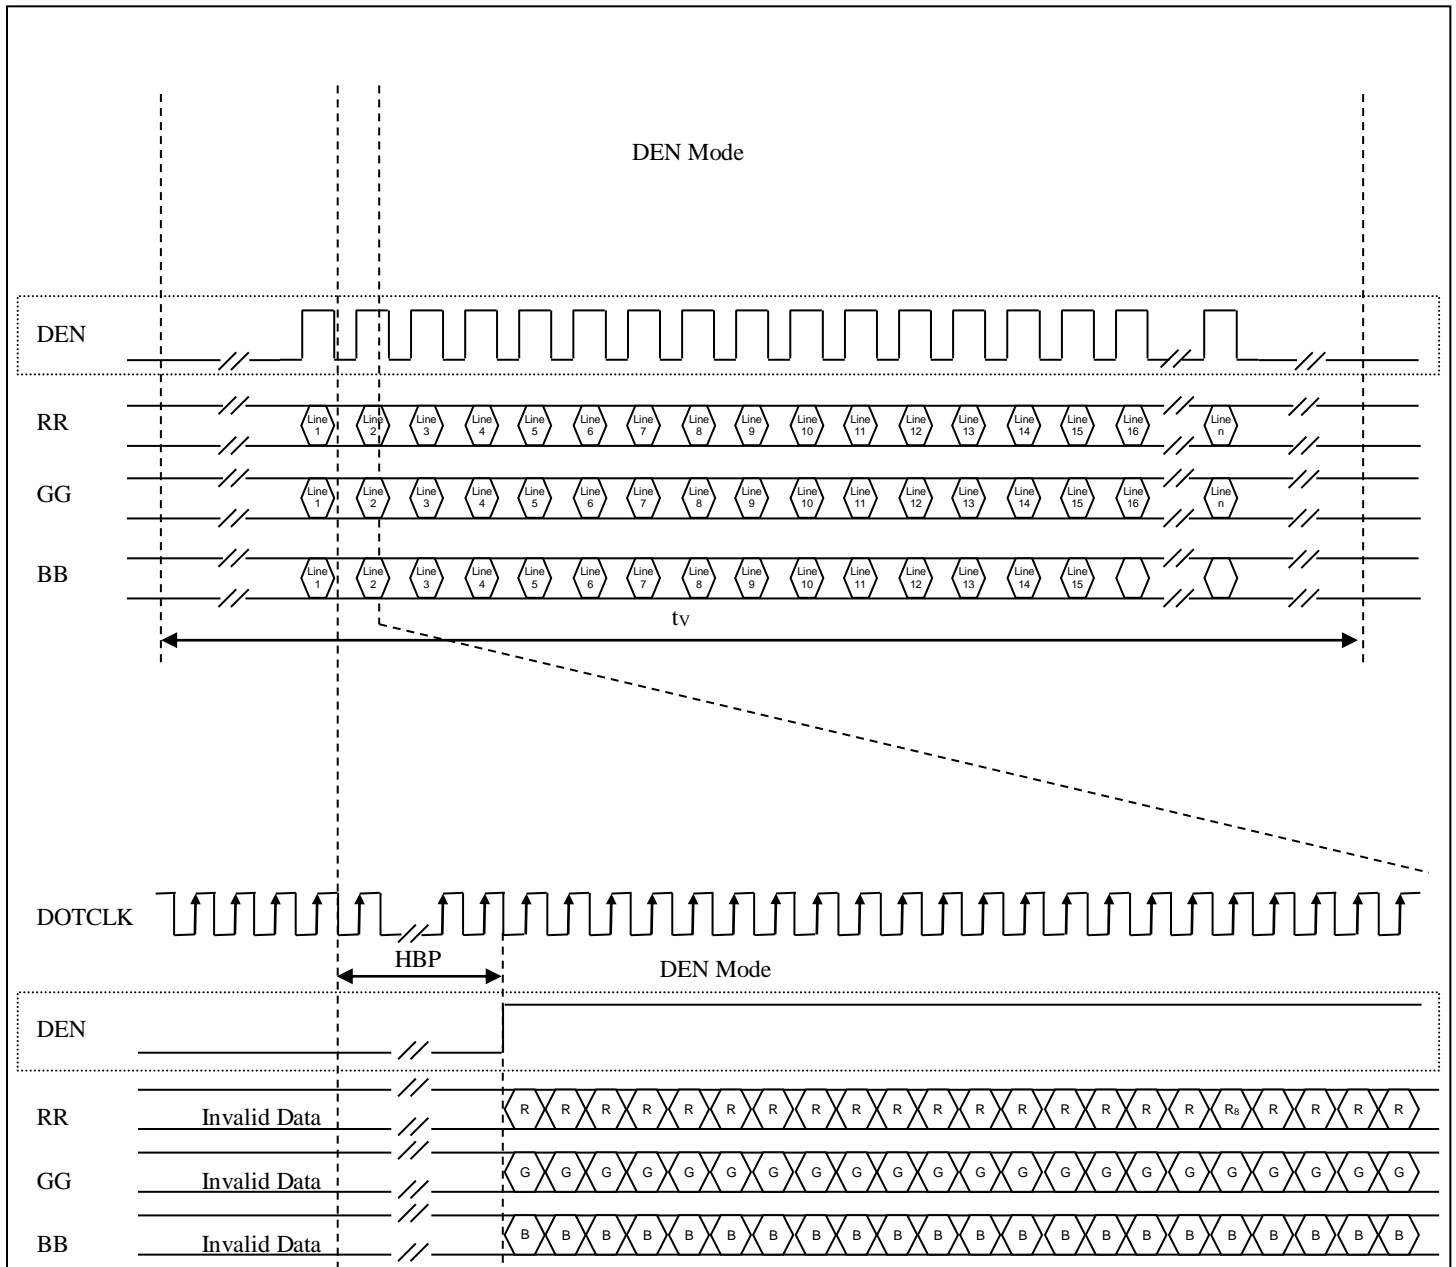 DEN Mode
DEN
RR Line 1 Line 2 Line 3 Line 4 Line 5 Line 6 Line 7 Line 8 Line 9 Line 10 Line 11 Line 12 Line 13 Line 14 Line 15 Line 16 Line n
GG Line 1 Line 2 Line 3 Line 4 Line 5 Line 6 Line 7 Line 8 Line 9 Line 10 Line 11 Line 12 Line 13 Line 14 Line 15 Line 16 Line n
BB Line 1 Line 2 Line 3 Line 4 Line 5 Line 6 Line 7 Line 8 Line 9 Line 10 Line 11 Line 12 Line 13 Line 14 Line 15
tv
DOTCLK
HBP DEN Mode
DEN
RR Invalid Data R R R R R R R R R R R R R R R R R R₈ R R R R
GG Invalid Data G G G G G G G G G G G G G G G G G G G G G G
BB Invalid Data B B B B B B B B B B B B B B B B B B B B B B